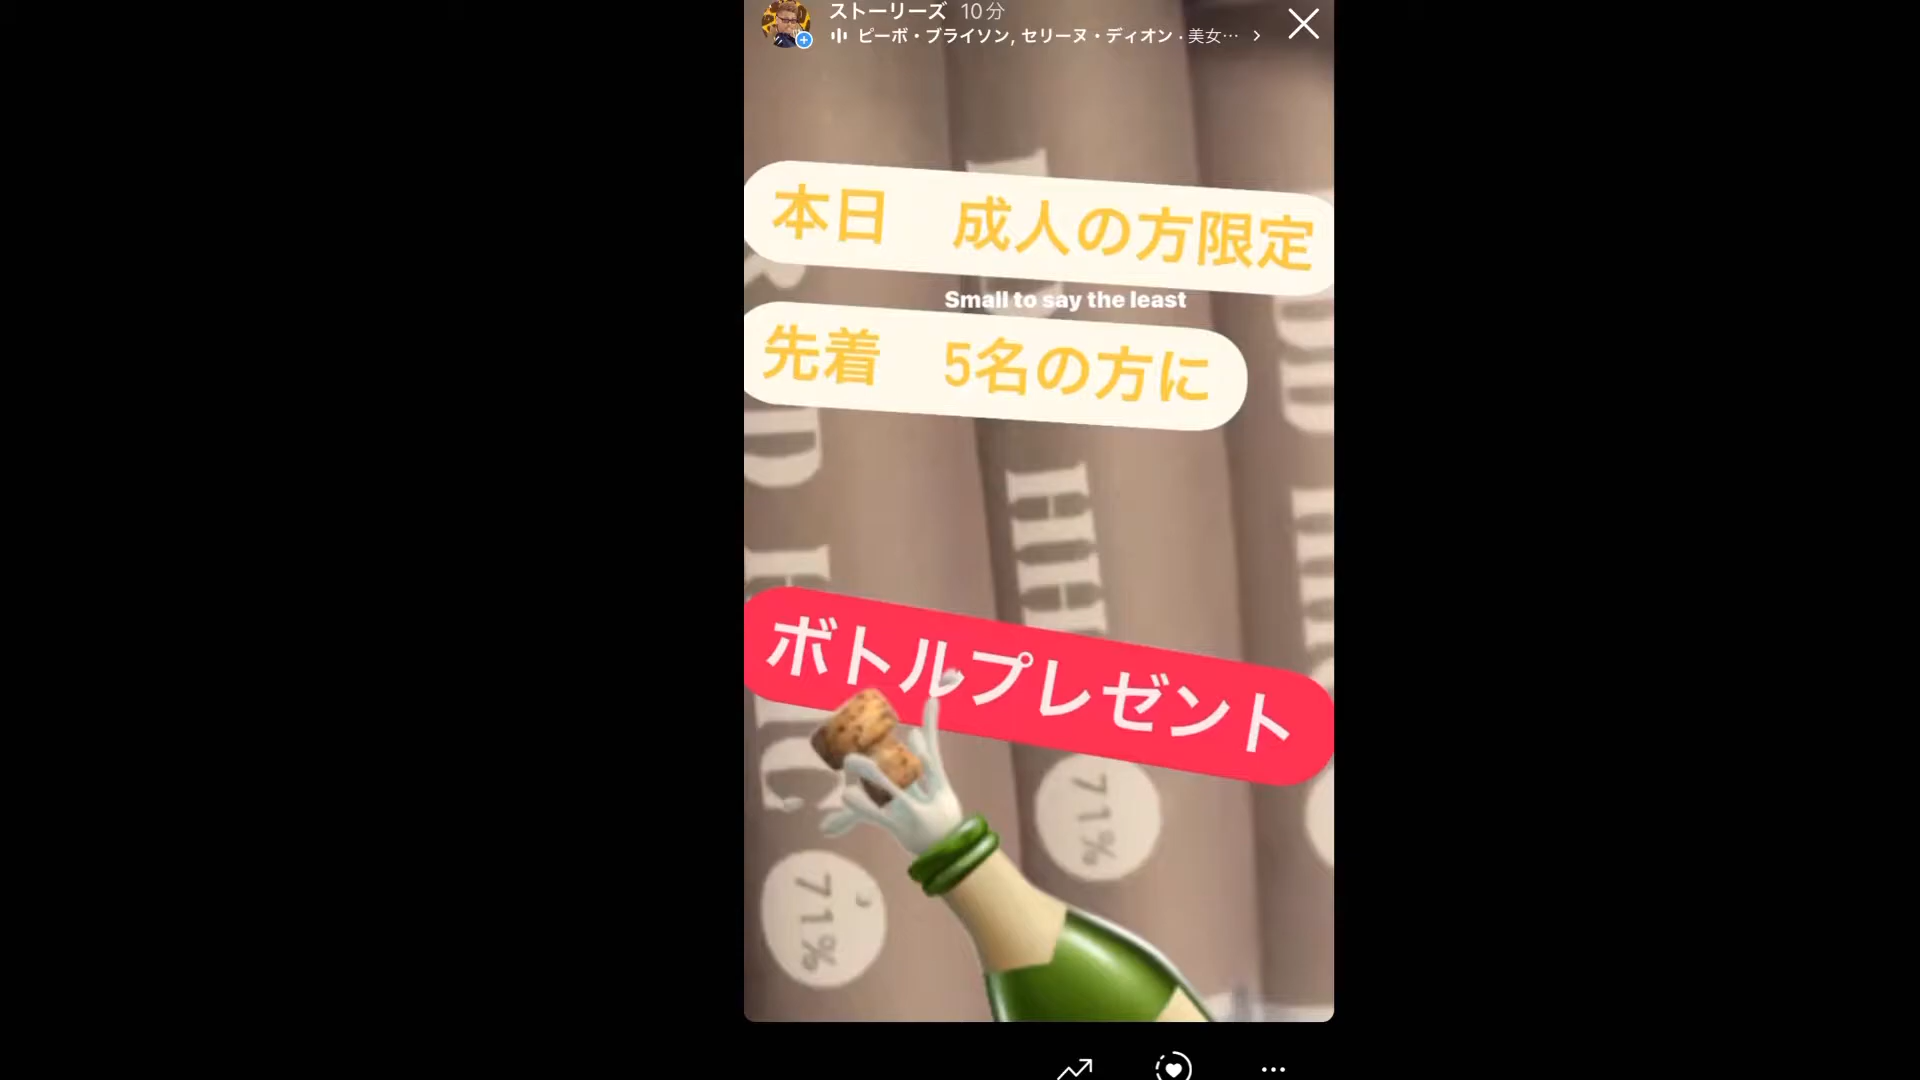 ストーリーズ 10分
ピーボ・ブライソン, セリーヌ・ディオン · 美女…
本日 成人の方限定
Small to say the least
先着 5名の方に
ボトルプレゼント
71%
71%